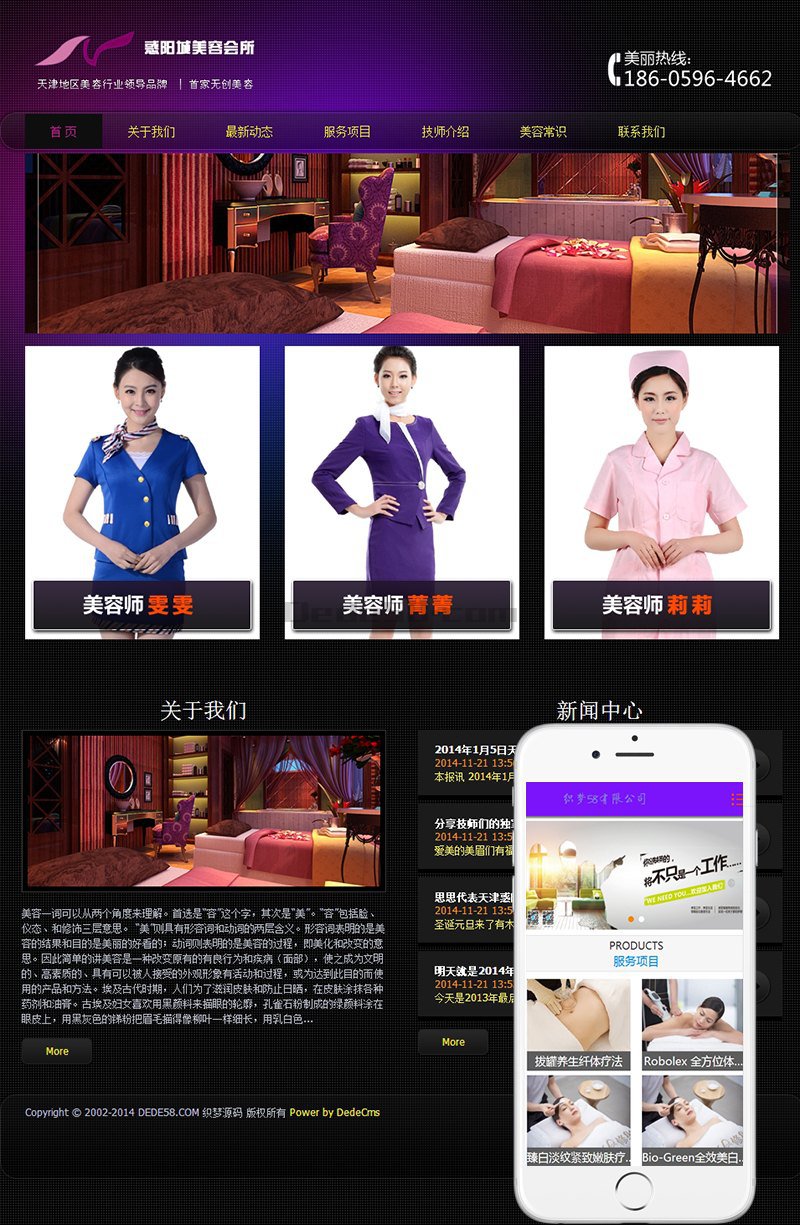 美容会所
天津地区美容行业领导品牌 | 首家无创美容
美丽热线：
186-0596-4662
首 页 关于我们 最新动态 服务项目 技师介绍 美容常识 联系我们
美容师 雯雯
美容师 菁菁
美容师 莉莉
关于我们
美容一词可以从两个角度来理解。首选是“容”这个字，其次是“美”。“容”包括脸、
仪态、和修饰三层意思。“美”则具有形容词和动词的两层含义。形容词表明的是美
容的结果和目的是美丽的好看的；动词则表明的是美容的过程，即美化和改变的意
思。因此简单的讲美容是一种改变原有的有良行为和疾病（面部），使之成为文明
的、高素质的、具有可以被人接受的外观形象有活动和过程，或为达到此目的而使
用的产品和方法。埃及古代时期，人们为了滋润皮肤和防止日晒，在皮肤涂抹各种
药剂和油膏。古埃及妇女喜欢用黑颜料来描眼的轮廓，孔雀石粉制成的绿颜料涂在
眼皮上，用黑灰色的锑粉把眉毛描得像柳叶一样细长，用乳白色...
More
新闻中心
2014年1月5日天
2014-11-21 13:5
本报讯 2014年1月
分享技师们的独
2014-11-21 13:5
爱美的美眉们有福
思思代表天津
2014-11-21 13:5
圣诞元旦来了有木
明天就是2014年
2014-11-21 13:5
今天是2013年最后
More
织梦58有限公司
你要找的,
将不只是一个工作......
"WE NEED YOU...欢迎加入我们
PRODUCTS
服务项目
拔罐养生纤体疗法
Robolex 全方位体...
臻白淡纹紧致嫩肤疗...
Bio-Green全效美白...
Copyright © 2002-2014 DEDE58.COM 织梦源码 版权所有 Power by DedeCms